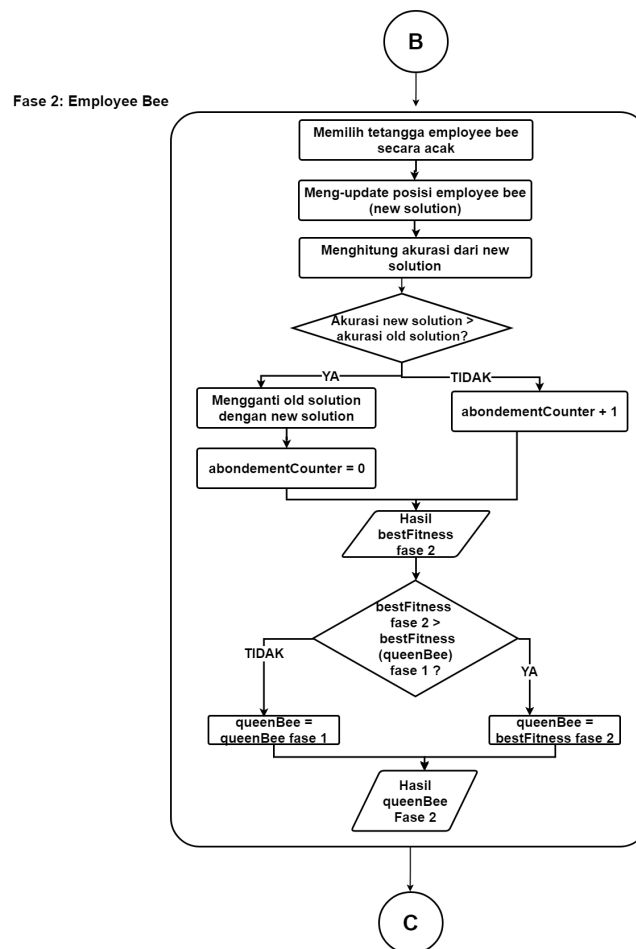 B
Fase 2: Employee Bee
Memilih tetangga employee bee
secara acak
Meng-update posisi employee bee
(new solution)
Menghitung akurasi dari new
solution
Akurasi new solution >
akurasi old solution?
YA
TIDAK
Mengganti old solution
dengan new solution
abondementCounter + 1
abondementCounter = 0
Hasil
bestFitness
fase 2
bestFitness
fase 2 >
bestFitness
(queenBee)
fase 1 ?
TIDAK
YA
queenBee =
queenBee fase 1
queenBee =
bestFitness fase 2
Hasil
queenBee
Fase 2
C